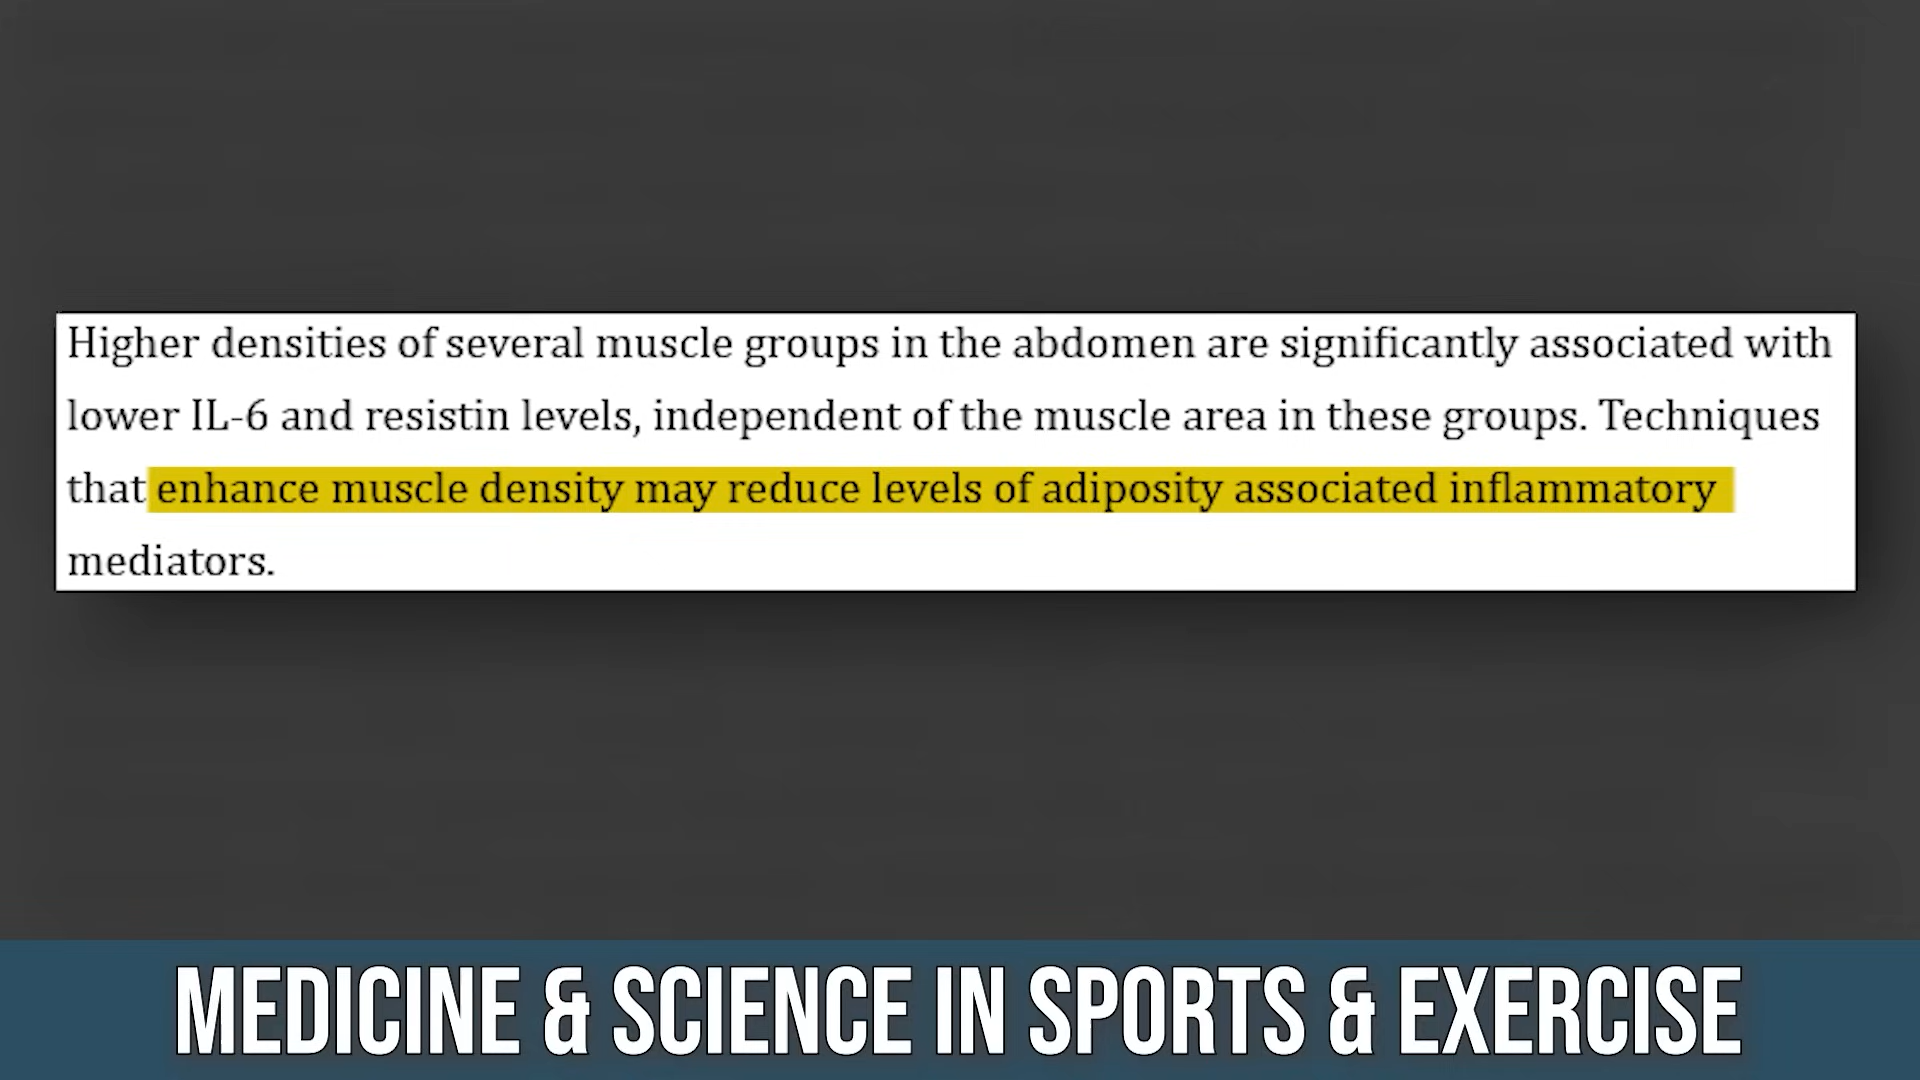 Higher densities of several muscle groups in the abdomen are significantly associated with
lower IL-6 and resistin levels, independent of the muscle area in these groups. Techniques
that enhance muscle density may reduce levels of adiposity associated inflammatory
mediators.
MEDICINE & SCIENCE IN SPORTS & EXERCISE